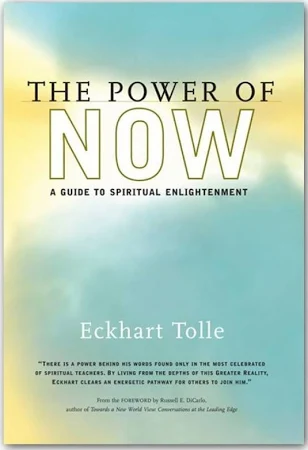 THE POWER OF
NOW
A GUIDE TO SPIRITUAL ENLIGHTENMENT
Eckhart Tolle
"THERE IS A POWER BEHIND HIS WORDS FOUND ONLY IN THE MOST CELEBRATED
OF SPIRITUAL TEACHERS. BY LIVING FROM THE DEPTHS OF THIS GREATER REALITY,
ECKHART CLEARS AN ENERGETIC PATHWAY FOR OTHERS TO JOIN HIM."
From the FOREWORD by Russell E. DiCarlo,
author of Towards a New World View: Conversations at the Leading Edge